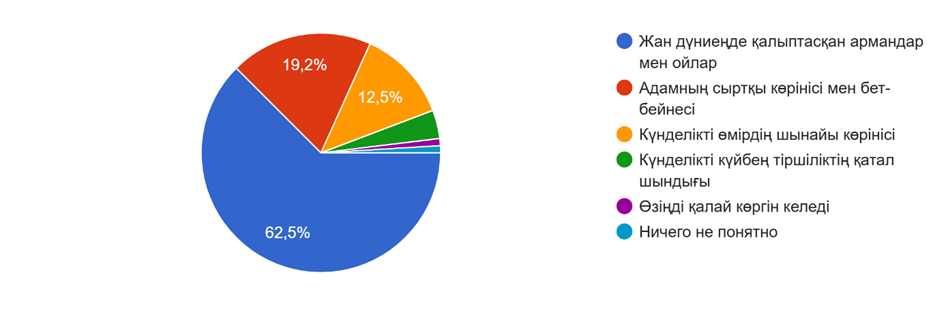 19,2%
12,5%
62,5%
Жан дүниеңде қалыптасқан армандар
мен ойлар
Адамның сыртқы көрінісі мен бет-
бейнесі
Күнделікті өмірдің шынайы көрінісі
Күнделікті күйбең тіршіліктің қатал
шындығы
Өзіңді қалай көргін келеді
Ничего не понятно